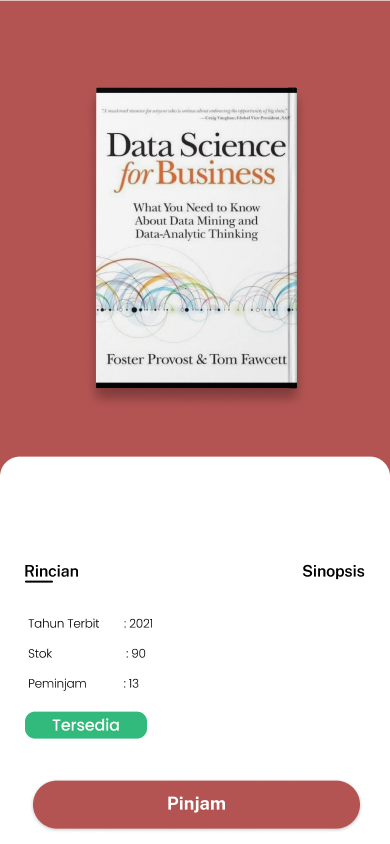 "A must-read resource for anyone who is serious about embracing the opportunity of big data."
—Craig Vaughan, Global Vice President, SAP
Data Science
for Business
What You Need to Know
About Data Mining and
Data-Analytic Thinking
Foster Provost & Tom Fawcett
Rincian
Sinopsis
Tahun Terbit : 2021
Stok : 90
Peminjam : 13
Tersedia
Pinjam